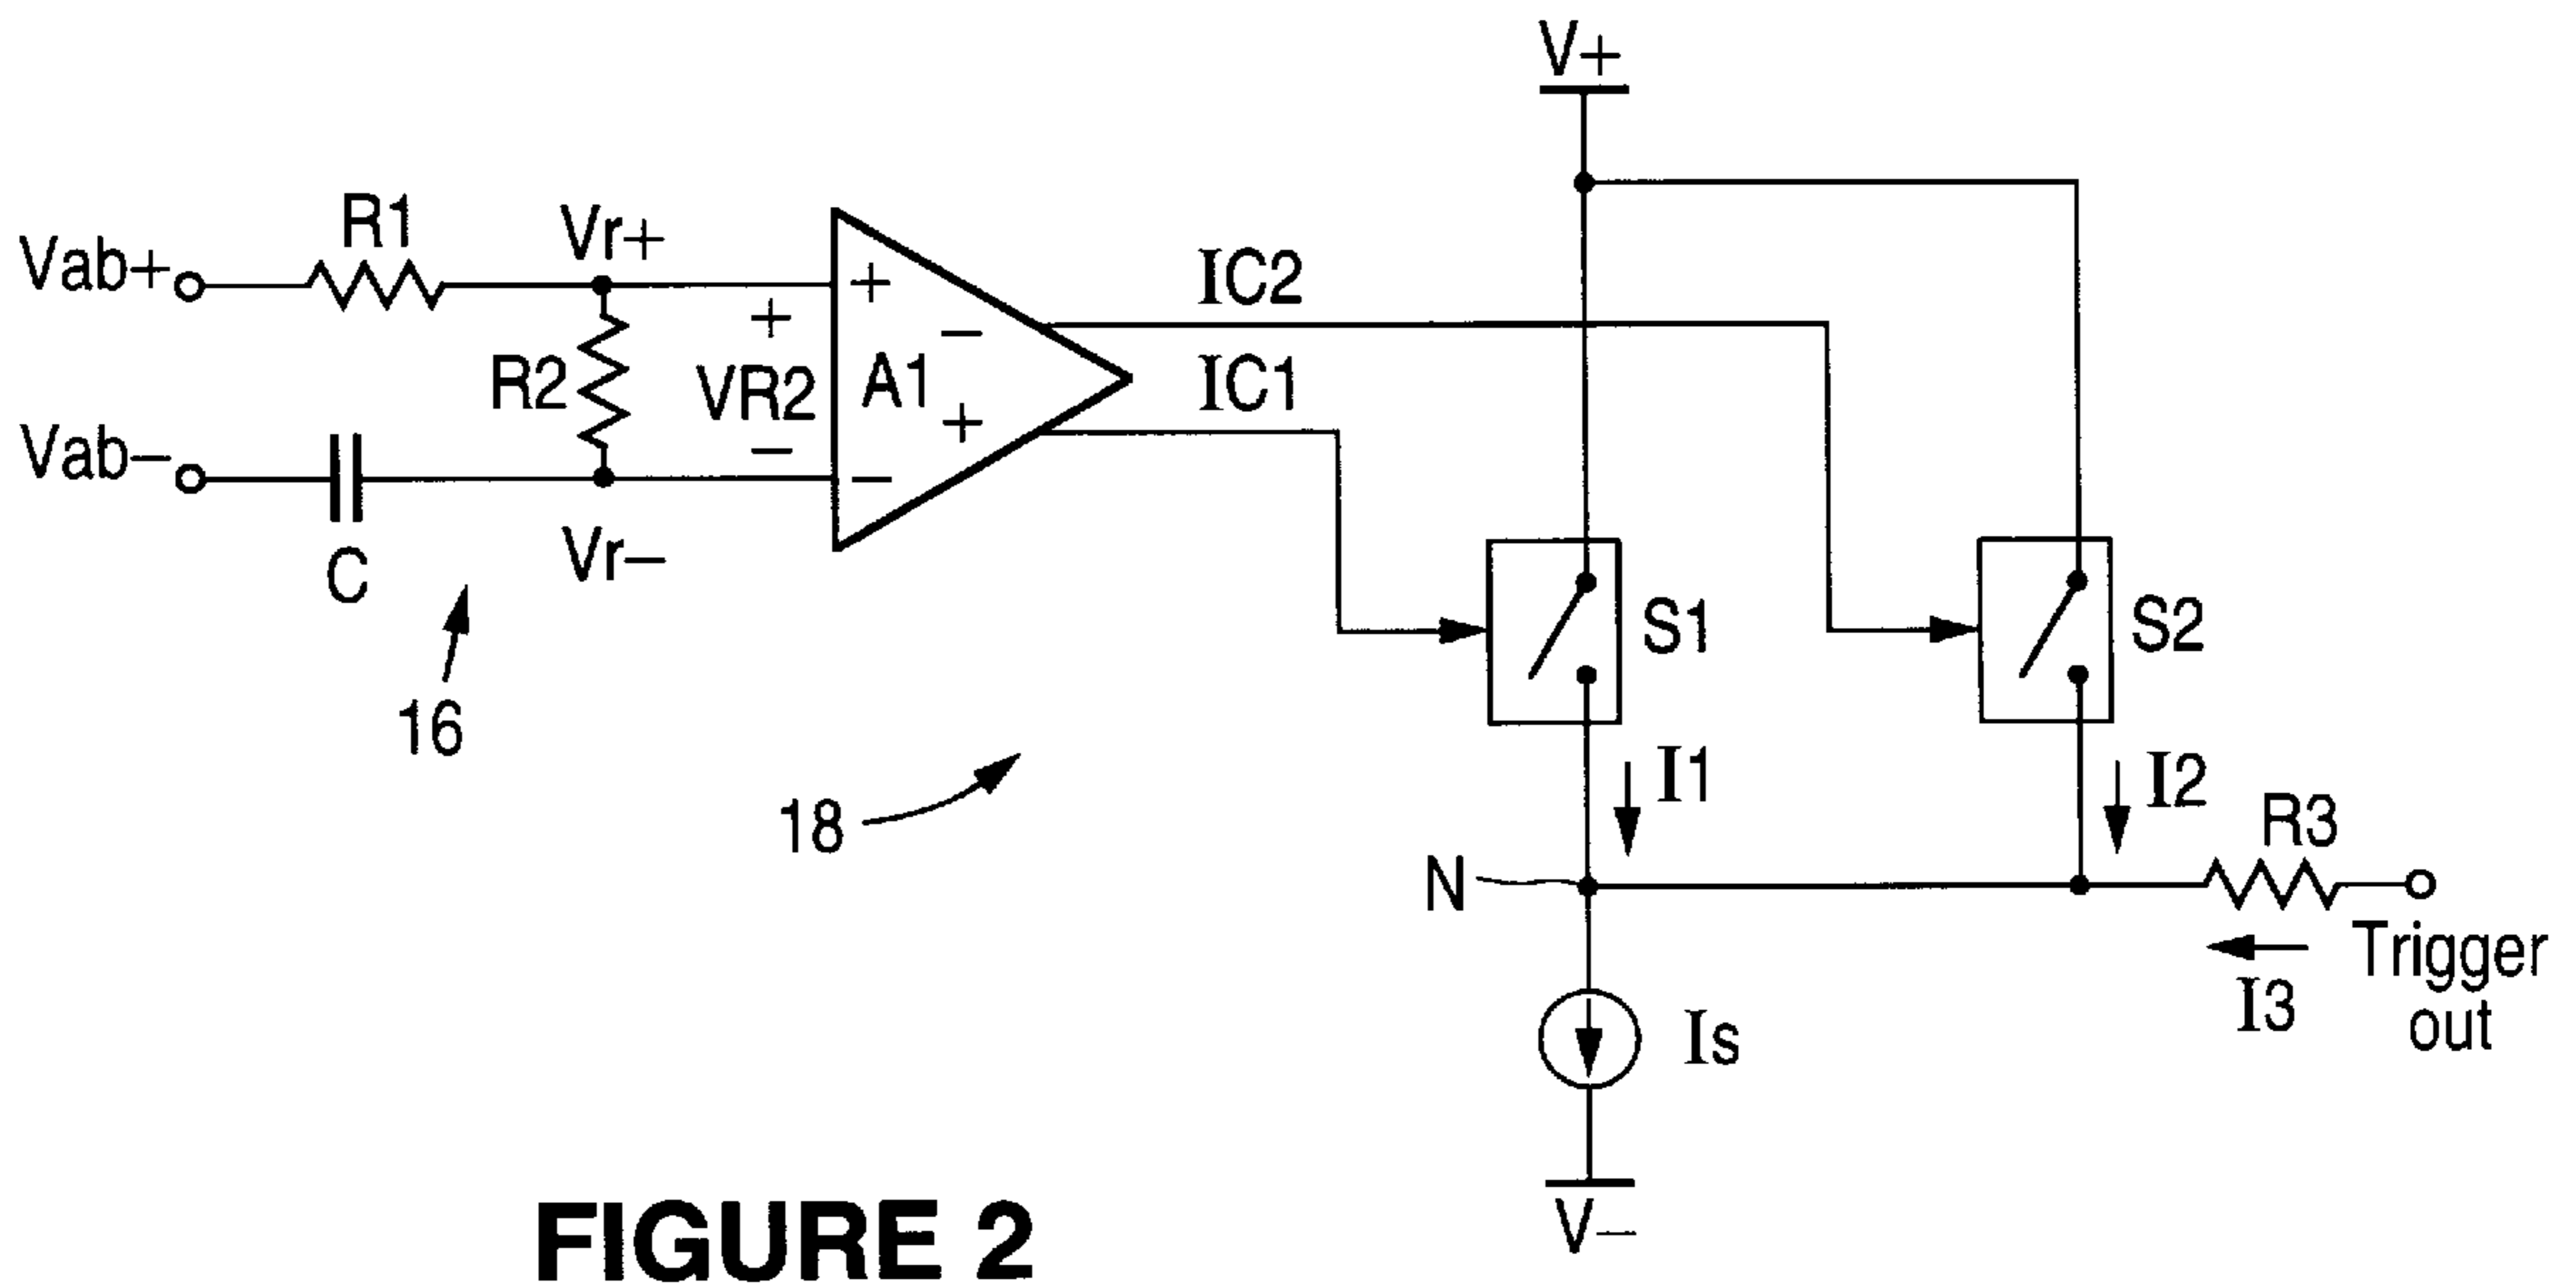 V+
R1
Vab+
Vr+
+
-
IC2
+
R2
VR2
A1
IC1
Vab-
-
+
-
C
Vr-
16
S1
S2
18
I1
I2
R3
N
Trigger
out
I3
Is
V-
FIGURE 2